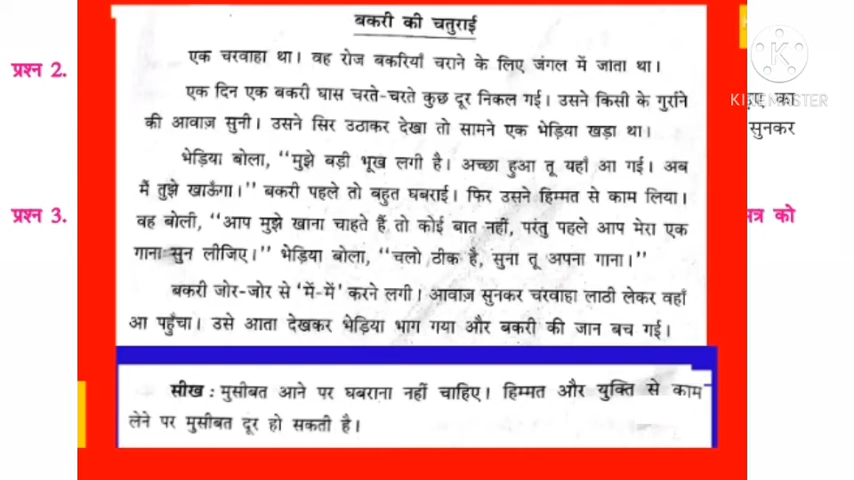 बकरी की चतुराई
एक चरवाहा था। वह रोज बकरियाँ चराने के लिए जंगल में जाता था।
प्रश्न 2.
एक दिन एक बकरी घास चरते-चरते कुछ दूर निकल गई। उसने किसी के गुर्राने
का
KINEMASTER
की आवाज़ सुनी। उसने सिर उठाकर देखा तो सामने एक भेड़िया खड़ा था।
सुनकर
भेड़िया बोला, “मुझे बड़ी भूख लगी है। अच्छा हुआ तू यहाँ आ गई। अब
मैं तुझे खाऊँगा।” बकरी पहले तो बहुत घबराई। फिर उसने हिम्मत से काम लिया।
प्रश्न 3.
वह बोली, “आप मुझे खाना चाहते हैं तो कोई बात नहीं, परंतु पहले आप मेरा एक
को
गाना सुन लीजिए।” भेड़िया बोला, “चलो ठीक है, सुना तू अपना गाना।”
बकरी जोर-जोर से ‘में-में’ करने लगी। आवाज़ सुनकर चरवाहा लाठी लेकर वहाँ
आ पहुँचा। उसे आता देखकर भेड़िया भाग गया और बकरी की जान बच गई।
सीख : मुसीबत आने पर घबराना नहीं चाहिए। हिम्मत और युक्ति से काम
लेने पर मुसीबत दूर हो सकती है।